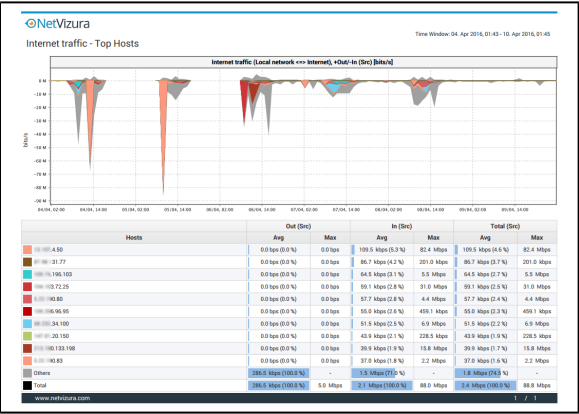 NetVizura
Time Window: 04. Apr 2016, 01:43 - 10. Apr 2016, 01:45
Internet traffic - Top Hosts
Internet traffic (Local network <=> Internet), +Out/- In (Src) [bits/s]
bits/s
0 M
-10 M
-20 M
-30 M
-40 M
-50 M
-60 M
-70 M
-80 M
-90 M
04/04, 02:00 04/04, 14:00 05/04, 02:00 05/04, 14:00 06/04, 02:00 06/04, 14:00 07/04, 02:00 07/04, 14:00 08/04, 02:00 08/04, 14:00 09/04, 02:00 09/04, 14:00
Out (Src) In (Src) Total (Src)
Hosts Avg Max Avg Max Avg Max
.4.50 0.0 bps (0.0 %) 0.0 bps 109.5 kbps (5.3 %) 82.4 Mbps 109.5 kbps (4.6 %) 82.4 Mbps
31.77 0.0 bps (0.0 %) 0.0 bps 86.7 kbps (4.2 %) 201.0 kbps 86.7 kbps (3.7 %) 201.0 kbps
.196.103 0.0 bps (0.0 %) 0.0 bps 64.5 kbps (3.1 %) 5.5 Mbps 64.5 kbps (2.7 %) 5.5 Mbps
3.72.25 0.0 bps (0.0 %) 0.0 bps 59.1 kbps (2.8 %) 31.0 Mbps 59.1 kbps (2.5 %) 31.0 Mbps
0.80 0.0 bps (0.0 %) 0.0 bps 57.7 kbps (2.8 %) 4.4 Mbps 57.7 kbps (2.4 %) 4.4 Mbps
6.96.95 0.0 bps (0.0 %) 0.0 bps 55.0 kbps (2.6 %) 459.1 kbps 55.0 kbps (2.3 %) 459.1 kbps
.34.100 0.0 bps (0.0 %) 0.0 bps 51.5 kbps (2.5 %) 6.9 Mbps 51.5 kbps (2.2 %) 6.9 Mbps
.20.150 0.0 bps (0.0 %) 0.0 bps 43.9 kbps (2.1 %) 228.5 kbps 43.9 kbps (1.9 %) 228.5 kbps
0.133.198 0.0 bps (0.0 %) 0.0 bps 39.9 kbps (1.9 %) 15.8 Mbps 39.9 kbps (1.7 %) 15.8 Mbps
0.83 0.0 bps (0.0 %) 0.0 bps 37.0 kbps (1.8 %) 2.2 Mbps 37.0 kbps (1.6 %) 2.2 Mbps
Others 286.5 kbps (100.0 %) - 1.5 Mbps (71.0 %) - 1.8 Mbps (74.5 %) -
Total 286.5 kbps (100.0 %) 5.0 Mbps 2.1 Mbps (100.0 %) 88.0 Mbps 2.4 Mbps (100.0 %) 88.8 Mbps
www.netvizura.com 1 / 1